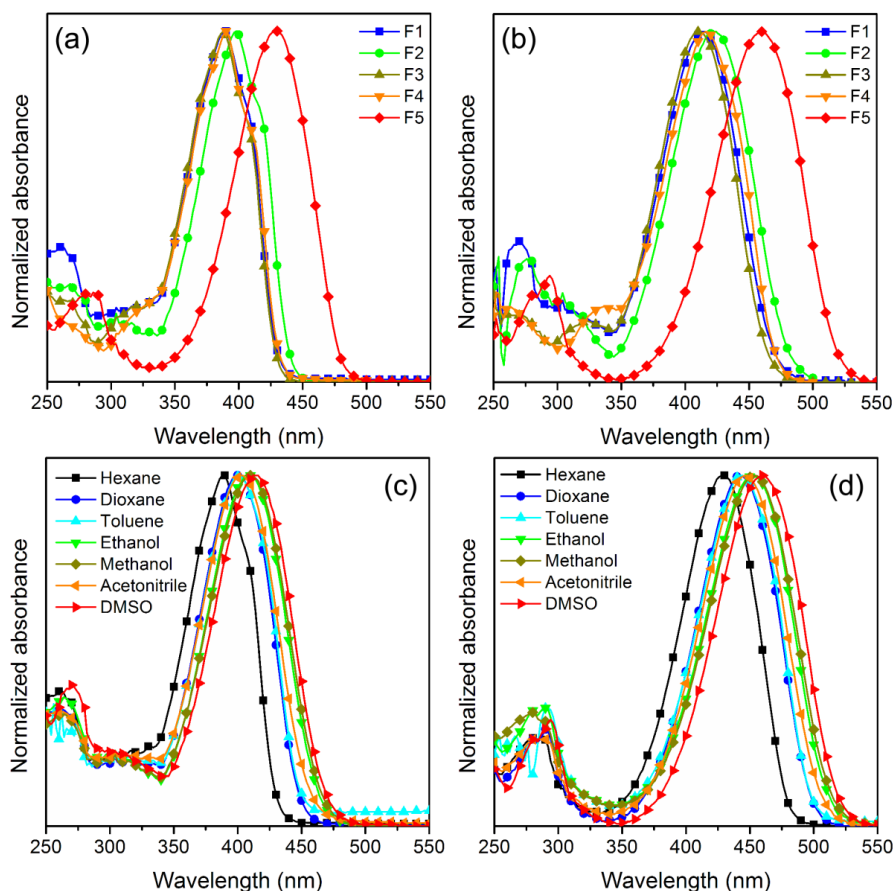 (a)
F1
F2
F3
F4
F5
Normalized absorbance
250 300 350 400 450 500 550
Wavelength (nm)
(b)
F1
F2
F3
F4
F5
Normalized absorbance
250 300 350 400 450 500 550
Wavelength (nm)
(c)
Hexane
Dioxane
Toluene
Ethanol
Methanol
Acetonitrile
DMSO
Normalized absorbance
250 300 350 400 450 500 550
Wavelength (nm)
(d)
Hexane
Dioxane
Toluene
Ethanol
Methanol
Acetonitrile
DMSO
Normalized absorbance
250 300 350 400 450 500 550
Wavelength (nm)